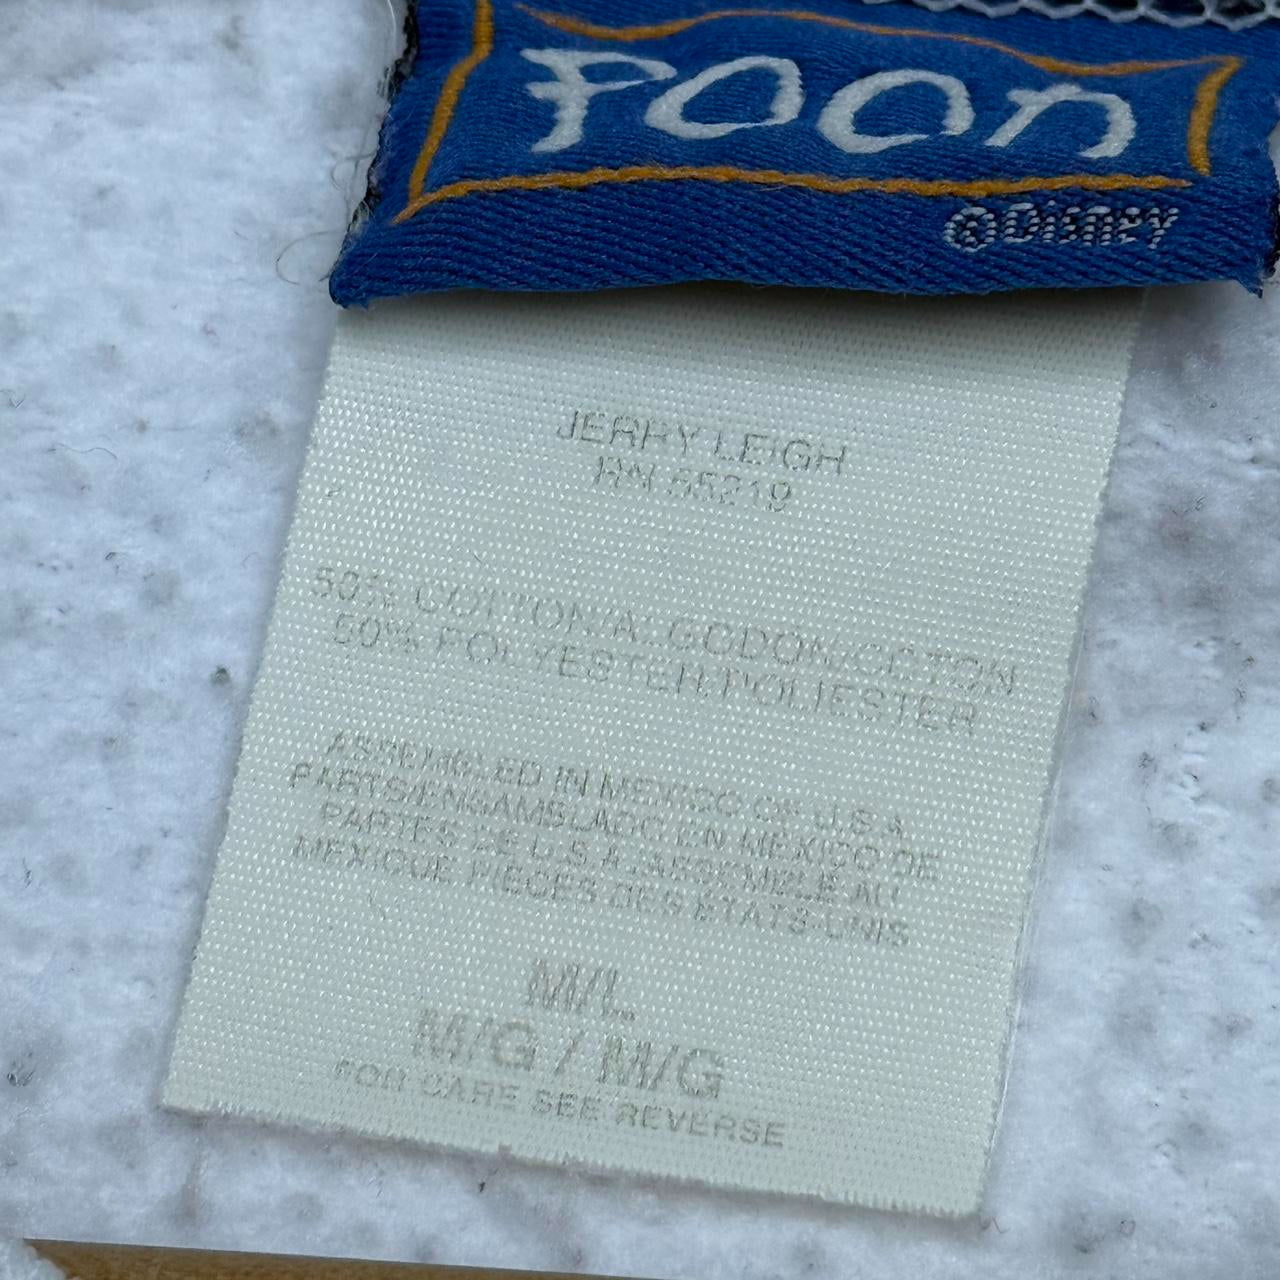 POOn
©DisnEy
JERRY LEIGH
RN 55219
50% COTTON/ALGODON/COTON
50% POLYESTER/POLIESTER
ASSEMBLED IN MEXICO OF U.S.A.
PARTS/ENSAMBLADO EN MEXICO DE
PARTES DE U.S.A./ASSEMBLE AU
MEXIQUE PIECES DES ETATS-UNIS
M/L
M/G / M/G
FOR CARE SEE REVERSE